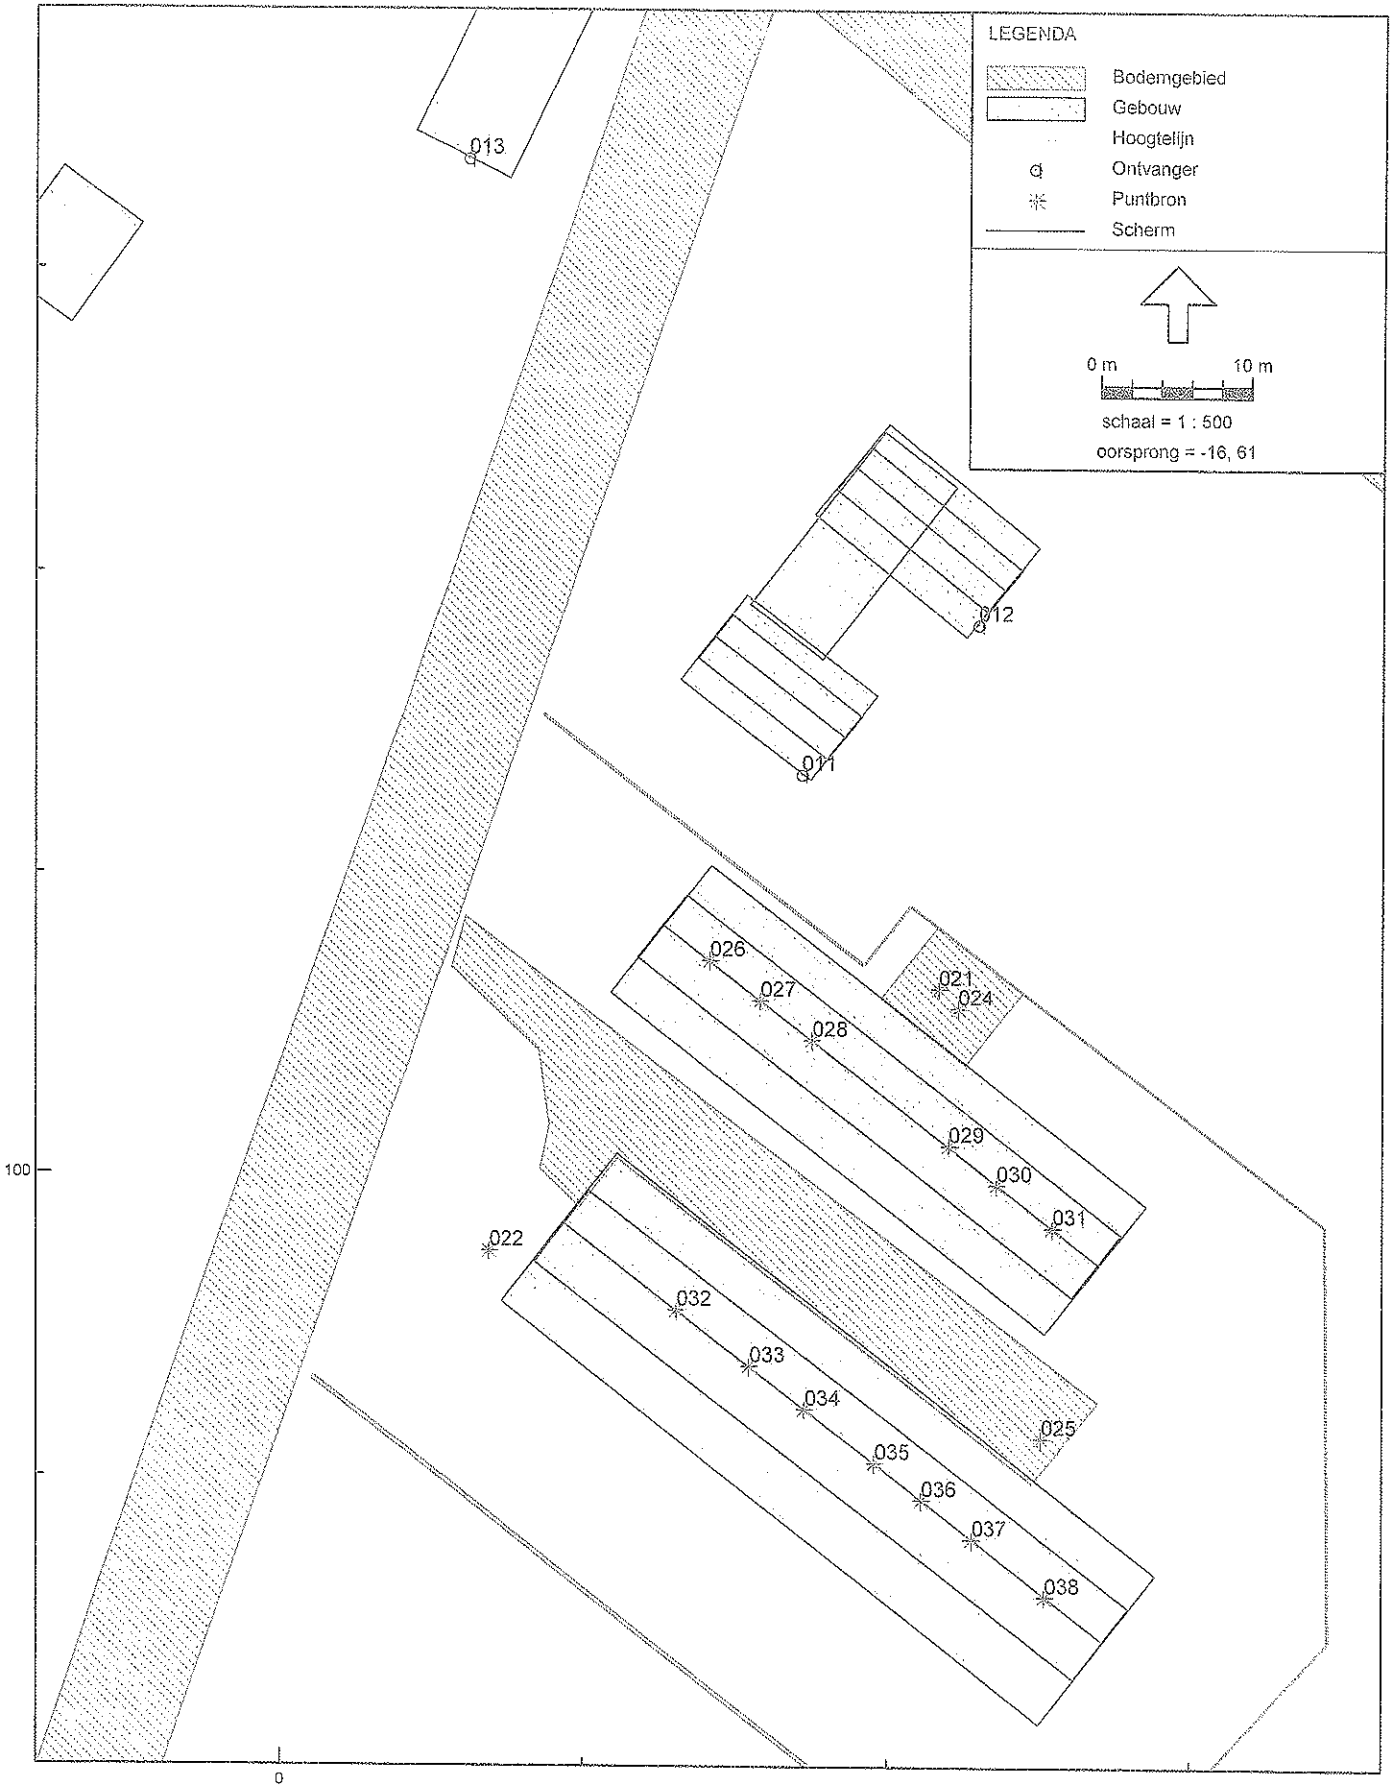 LEGENDA
Bodemgebied
Gebouw
Hoogtelijn
Ontvanger
Puntbron
Scherm
0 m 10 m
schaal = 1 : 500
oorsprong = -16, 61
013
012
011
026
027
028
021
024
029
030
031
100
022
032
033
034
035
036
037
038
025
0